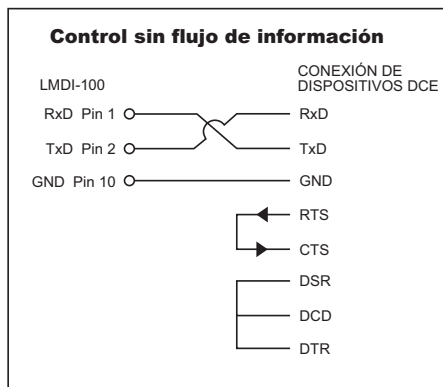 Control sin flujo de información
LMDI-100
CONEXIÓN DE
DISPOSITIVOS DCE
RxD Pin 1
RxD
TxD Pin 2
TxD
GND Pin 10
GND
RTS
CTS
DSR
DCD
DTR